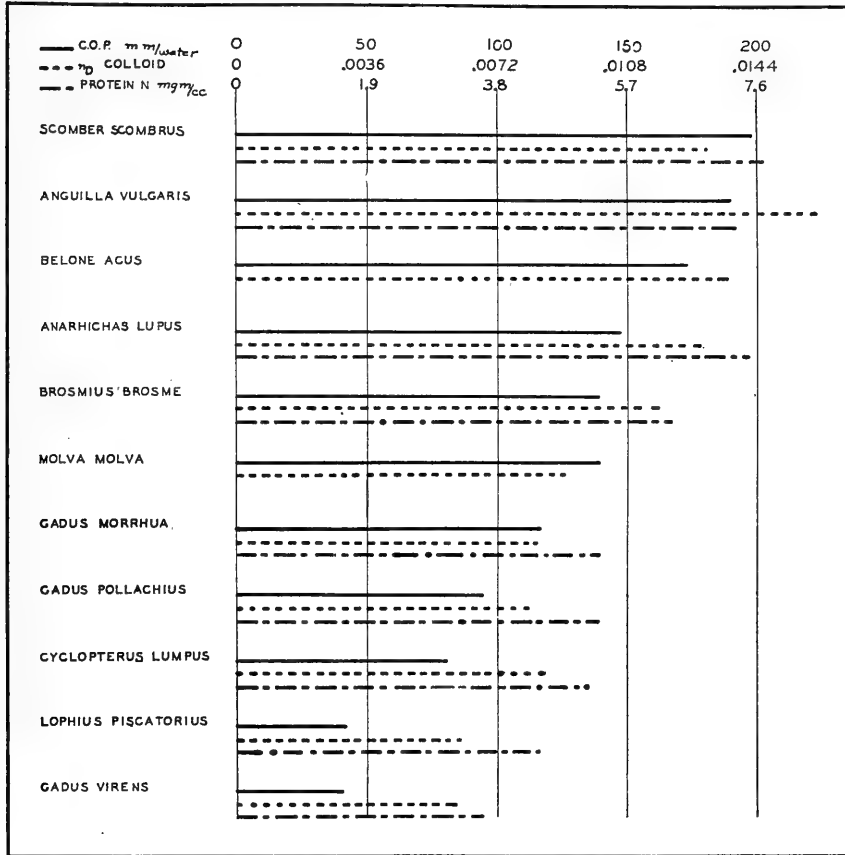 C.O.P. mm/water 0 50 100 150 200
nD COLLOID 0 .0036 .0072 .0108 .0144
PROTEIN N mgm/cc 0 1.9 3.8 5.7 7.6
SCOMBER SCOMBRUS
ANGUILLA VULGARIS
BELONE ACUS
ANARHICHAS LUPUS
BROSMIUS BROSME
MOLVA MOLVA
GADUS MORRHUA
GADUS POLLACHIUS
CYCLOPTERUS LUMPUS
LOPHIUS PISCATORIUS
GADUS VIRENS